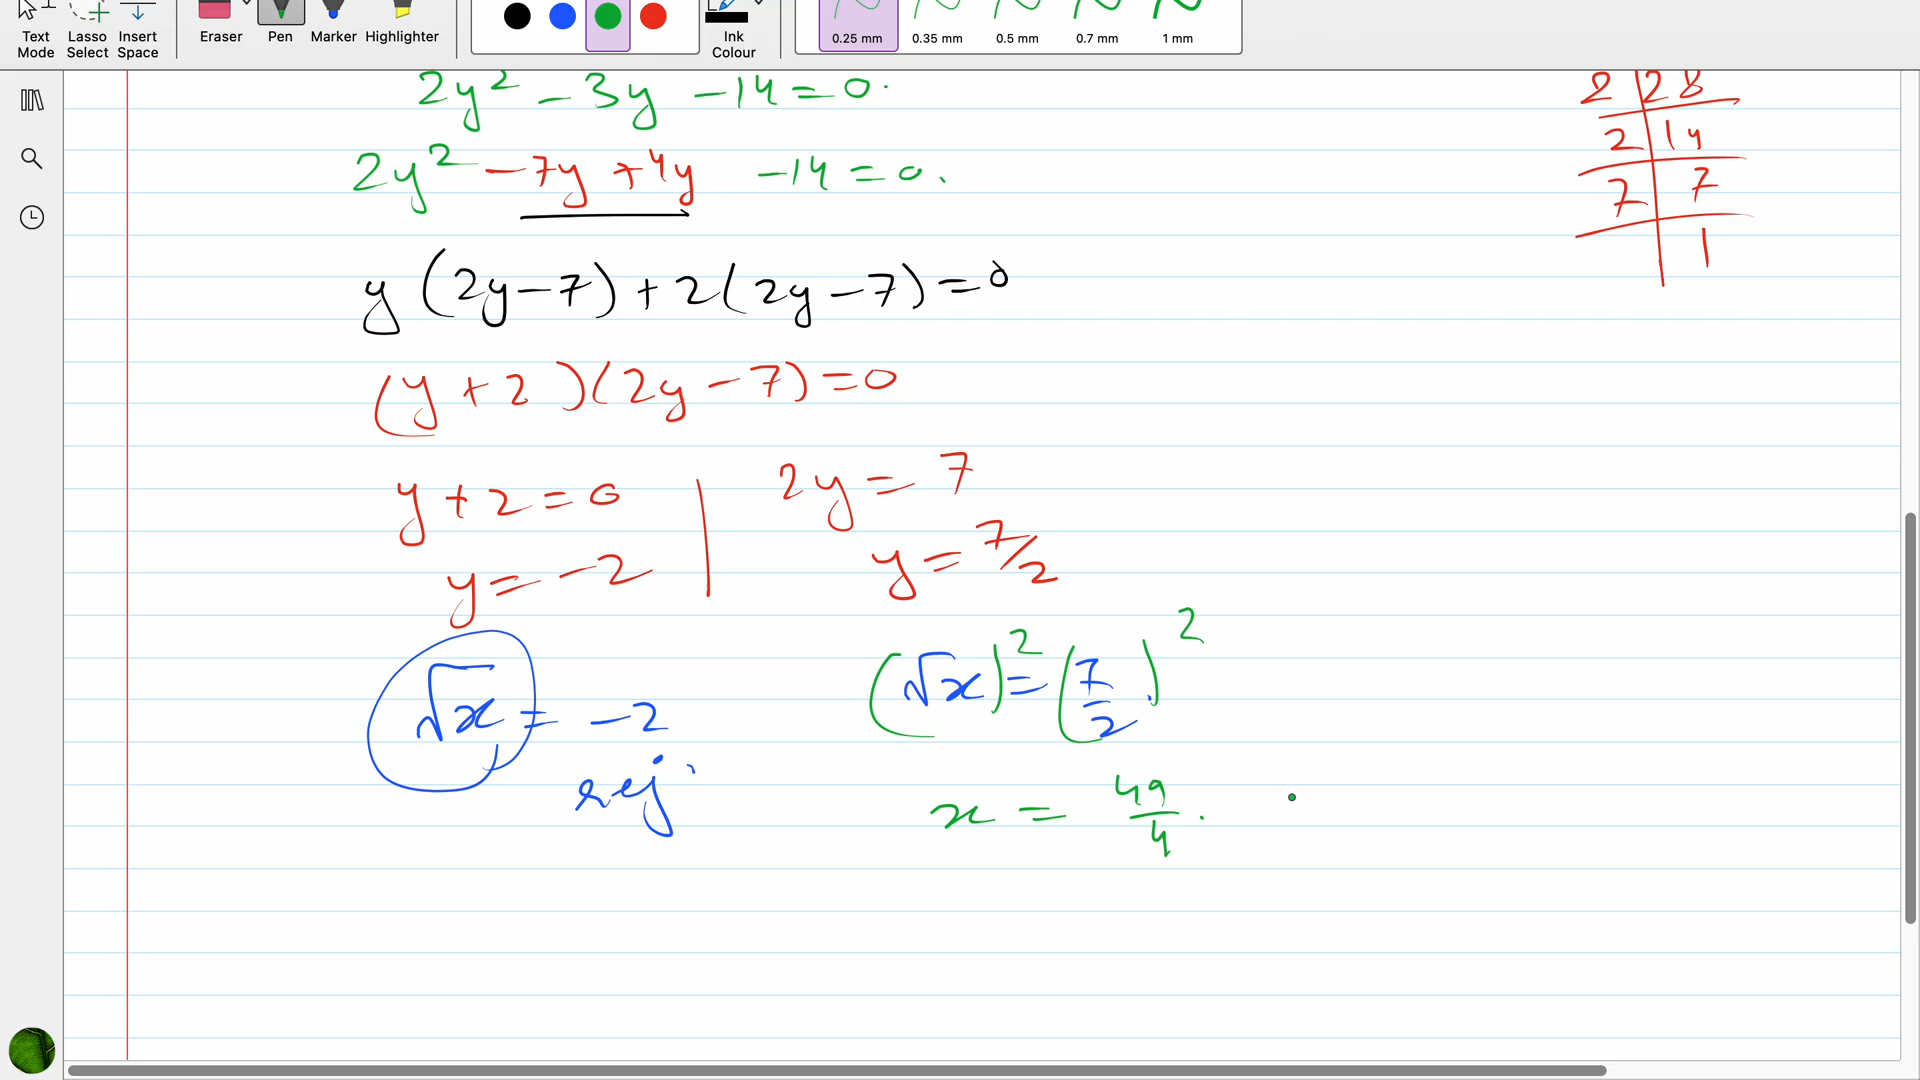 Text Mode
Lasso Select
Insert Space
Eraser
Pen
Marker
Highlighter
Ink Colour
0.25 mm
0.35 mm
0.5 mm
0.7 mm
1 mm
2y² - 3y - 14 = 0.
2y² - 7y + 4y - 14 = 0.
y (2y - 7) + 2 (2y - 7) = 0
(y + 2) (2y - 7) = 0
y + 2 = 0 | 2y = 7
y = -2 | y = 7/2
√x = -2
rej.
(√x)² = (7/2)²
x = 49/4.
2 | 28
2 | 14
7 | 7
| 1